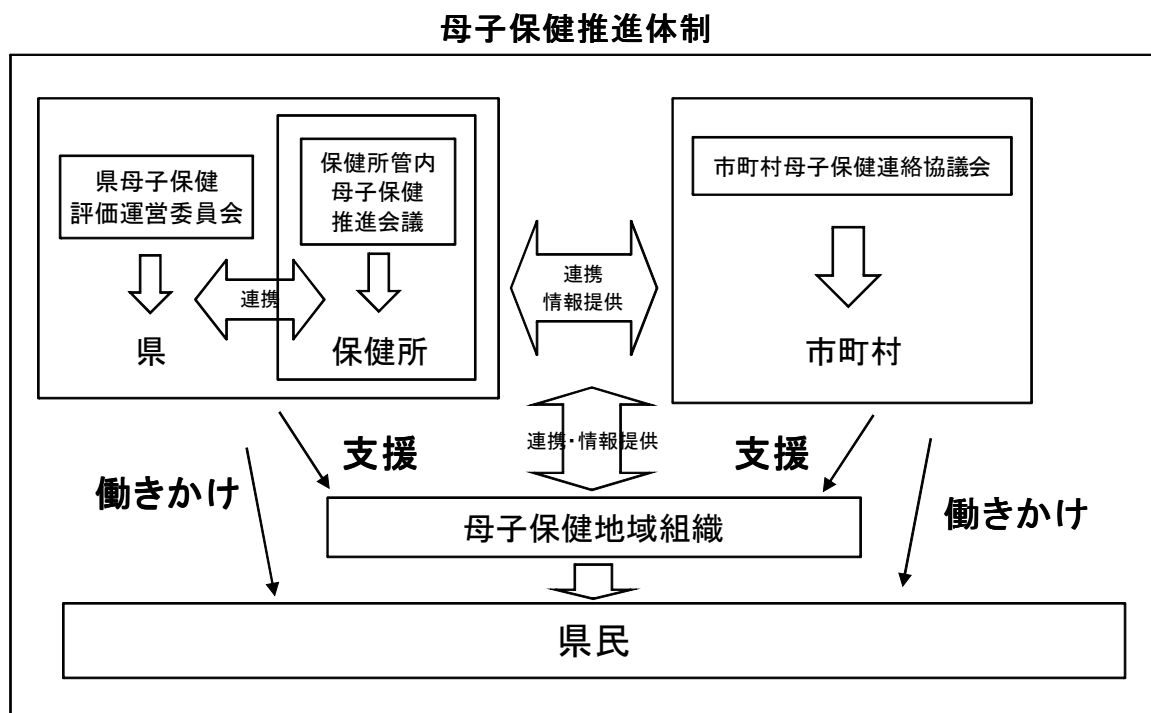 母子保健推進体制
県母子保健
評価運営委員会
保健所管内
母子保健
推進会議
市町村母子保健連絡協議会
連携
連携
情報提供
県
保健所
市町村
支援
連携・情報提供
支援
働きかけ
働きかけ
母子保健地域組織
県民